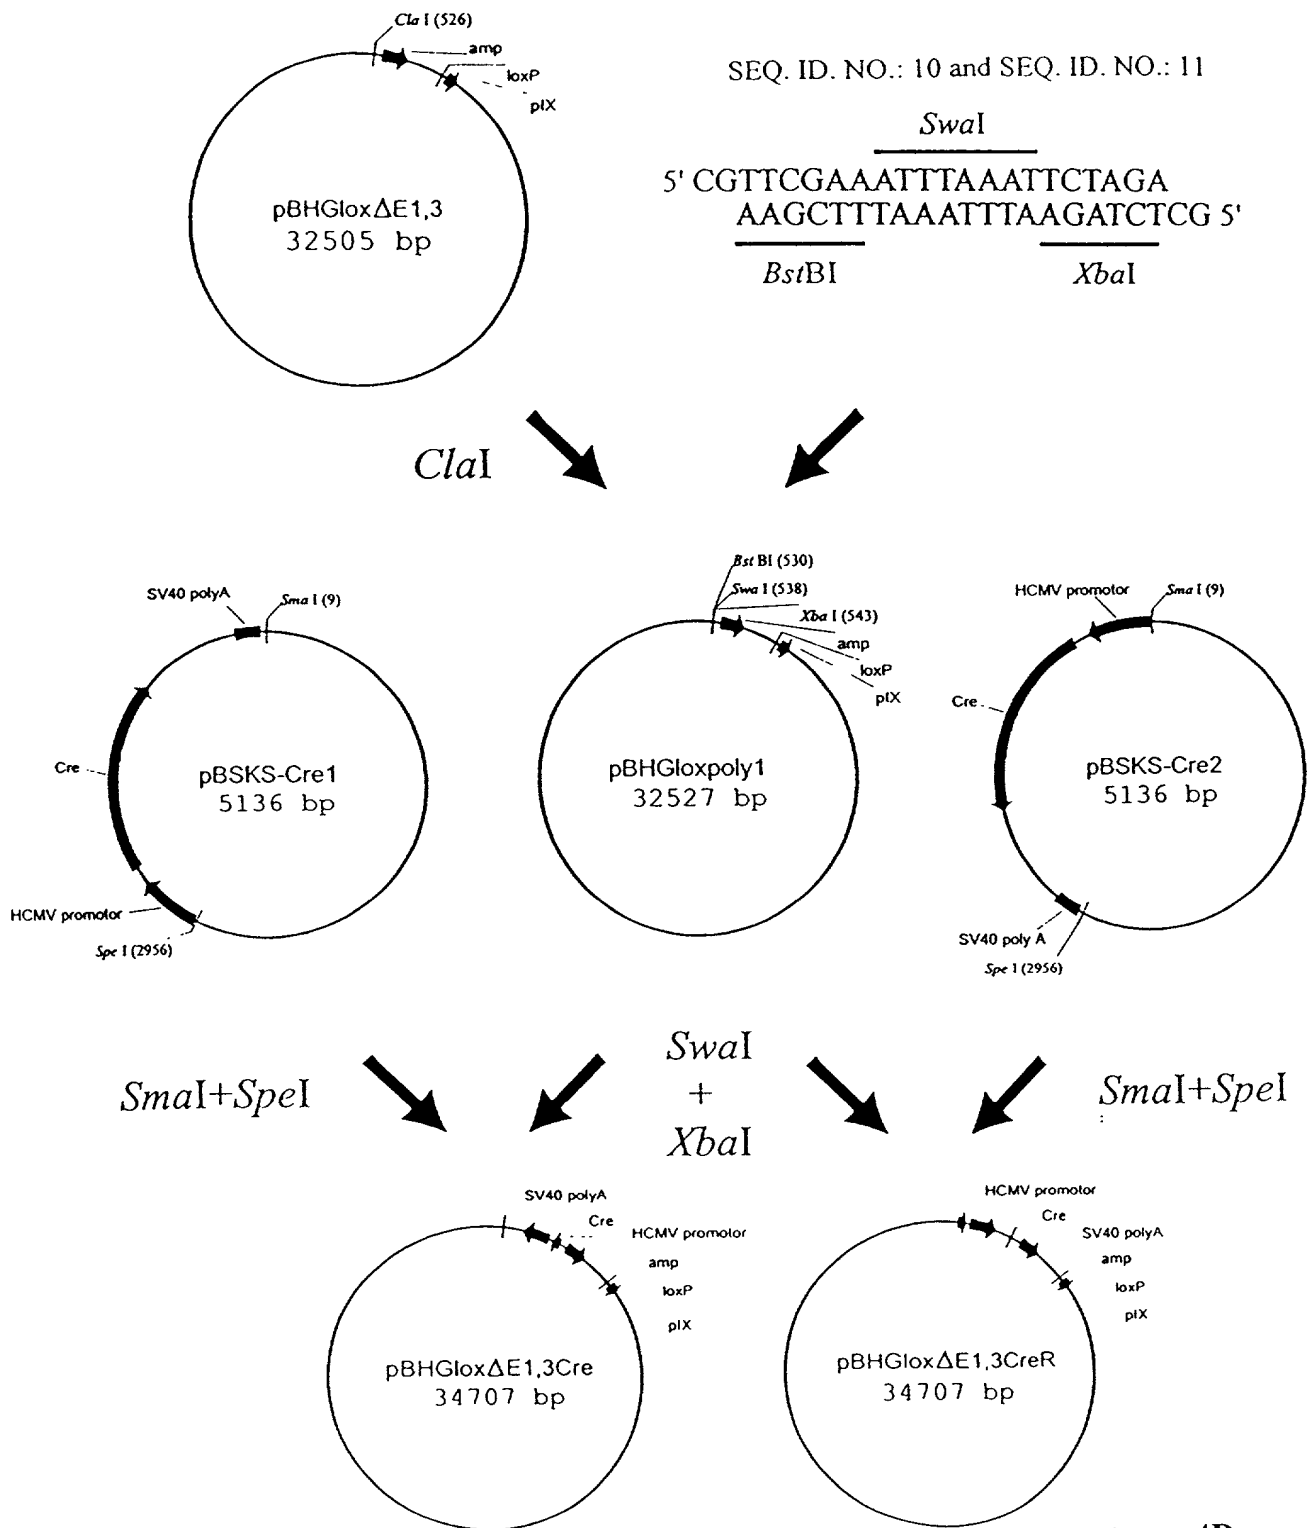 Cla I (526)
amp
loxP
pIX
pBHGloxΔE1,3
32505 bp
SEQ. ID. NO.: 10 and SEQ. ID. NO.: 11
SwaI
5' CGTTCGAAATTTAAATTCTAGA
AAGCTTTAAATTTAAGATCTCG 5'
BstBI
XbaI
ClaI
SV40 polyA
Sma I (9)
Cre
pBSKS-Cre1
5136 bp
HCMV promotor
Spe I (2956)
Bst BI (530)
Swa I (538)
Xba I (543)
amp
loxP
pIX
pBHGloxpoly1
32527 bp
HCMV promotor
Sma I (9)
Cre
pBSKS-Cre2
5136 bp
SV40 poly A
Spe I (2956)
SmaI+SpeI
SwaI
+
XbaI
SmaI+SpeI
SV40 polyA
Cre
HCMV promotor
amp
loxP
pIX
pBHGloxΔE1,3Cre
34707 bp
HCMV promotor
Cre
SV40 polyA
amp
loxP
pIX
pBHGloxΔE1,3CreR
34707 bp